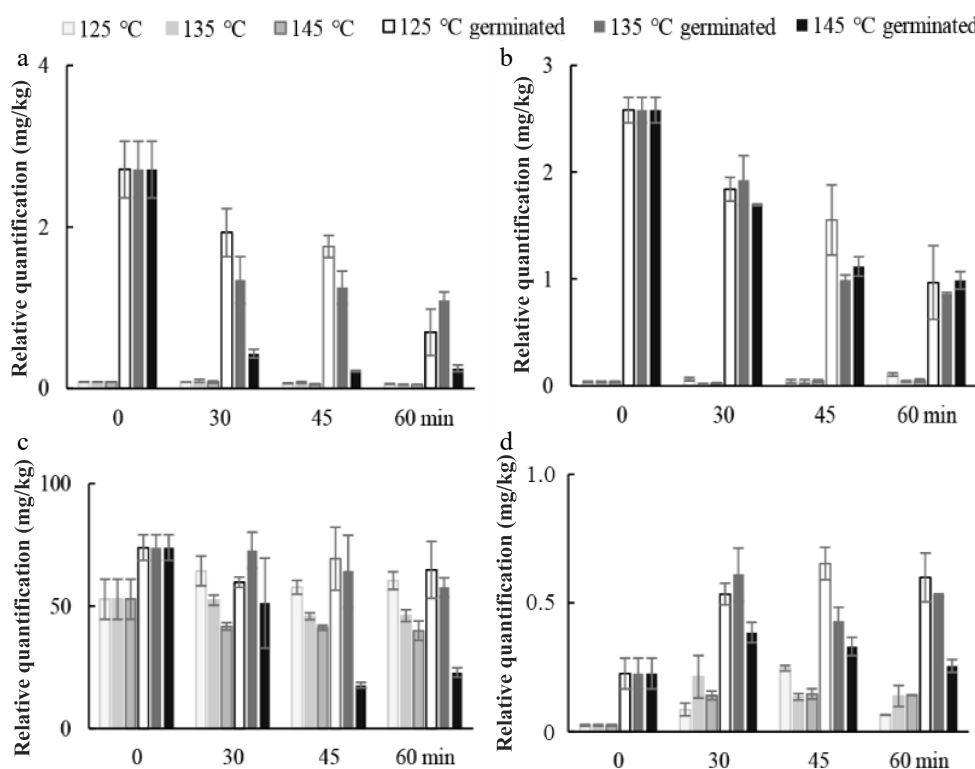 125 °C 135 °C 145 °C 125 °C germinated 135 °C germinated 145 °C germinated
a
Relative quantification (mg/kg)
4
2
0
0 30 45 60 min
b
Relative quantification (mg/kg)
3
2
1
0
0 30 45 60 min
c
Relative quantification (mg/kg)
100
50
0
0 30 45 60 min
d
Relative quantification (mg/kg)
1.0
0.5
0
0 30 45 60 min